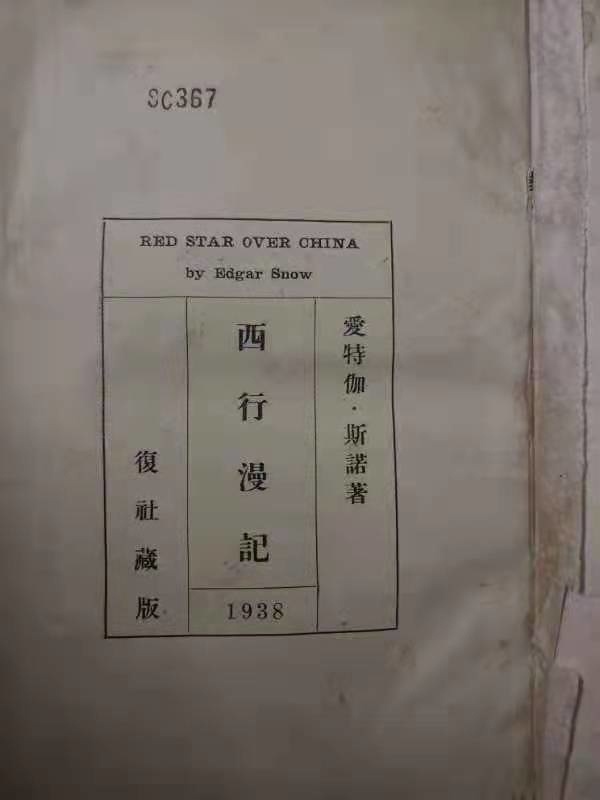 SC367
RED STAR OVER CHINA
by Edgar Snow
愛特伽·斯諾著
西行漫記
1938
復社藏版